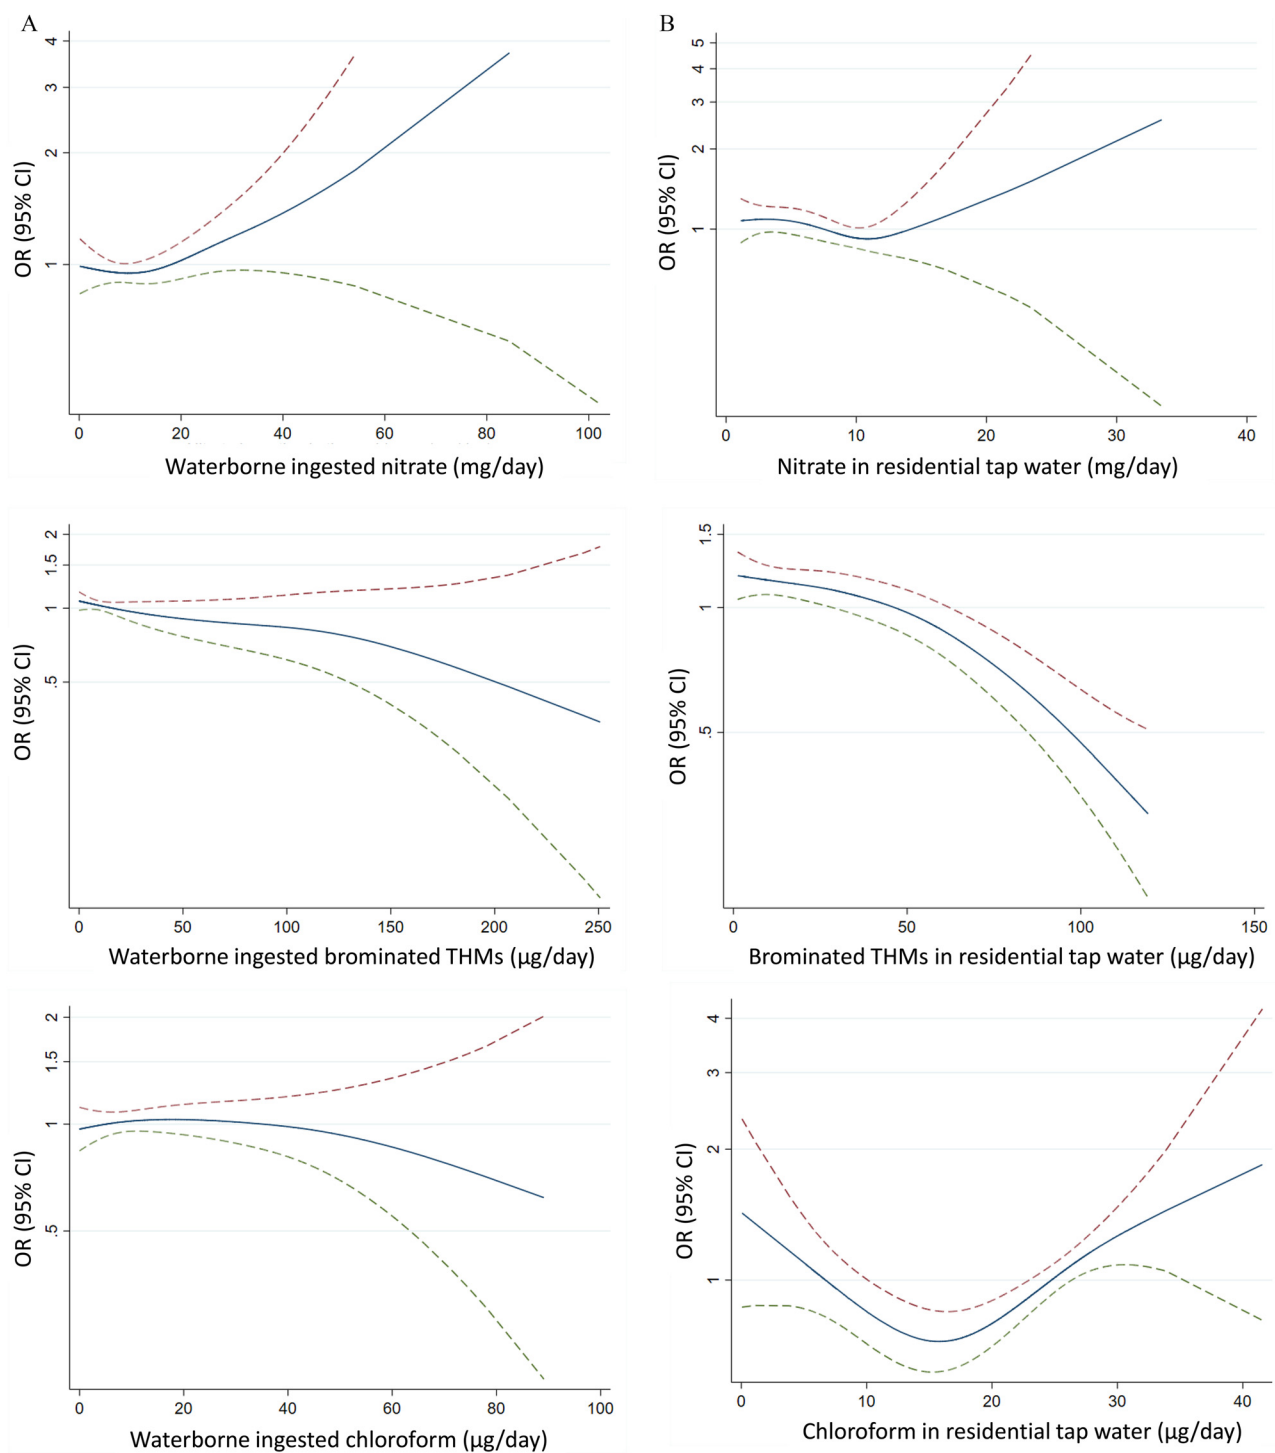 A
OR (95% CI)
4
3
2
1
0 20 40 60 80 100
Waterborne ingested nitrate (mg/day)
B
OR (95% CI)
5
4
3
2
1
0 10 20 30 40
Nitrate in residential tap water (mg/day)
OR (95% CI)
2
1.5
1
.5
0 50 100 150 200 250
Waterborne ingested brominated THMs (µg/day)
OR (95% CI)
1.5
1
.5
0 50 100 150
Brominated THMs in residential tap water (µg/day)
OR (95% CI)
2
1.5
1
.5
0 20 40 60 80 100
Waterborne ingested chloroform (µg/day)
OR (95% CI)
4
3
2
1
0 10 20 30 40
Chloroform in residential tap water (µg/day)